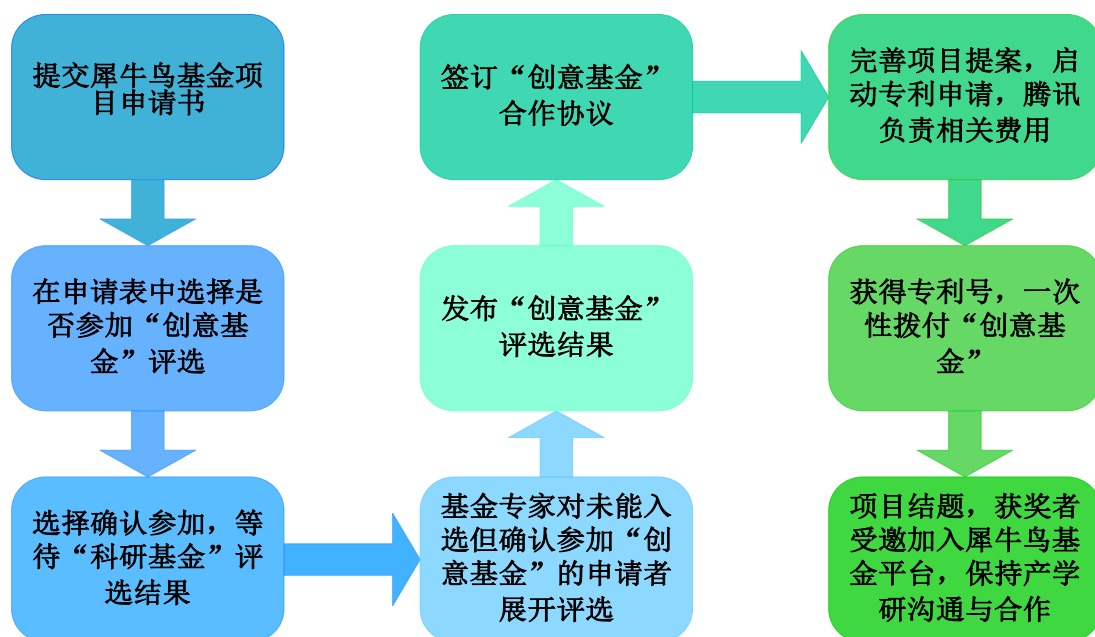 提交犀牛鸟基金项
目申请书
在申请表中选择是
否参加“创意基
金”评选
选择确认参加，等
待“科研基金”评
选结果
基金专家对未能入
选但确认参加“创
意基金”的申请者
展开评选
发布“创意基金”
评选结果
签订“创意基金”
合作协议
完善项目提案，启
动专利申请，腾讯
负责相关费用
获得专利号，一次
性拨付“创意基
金”
项目结题，获奖者
受邀加入犀牛鸟基
金平台，保持产学
研沟通与合作